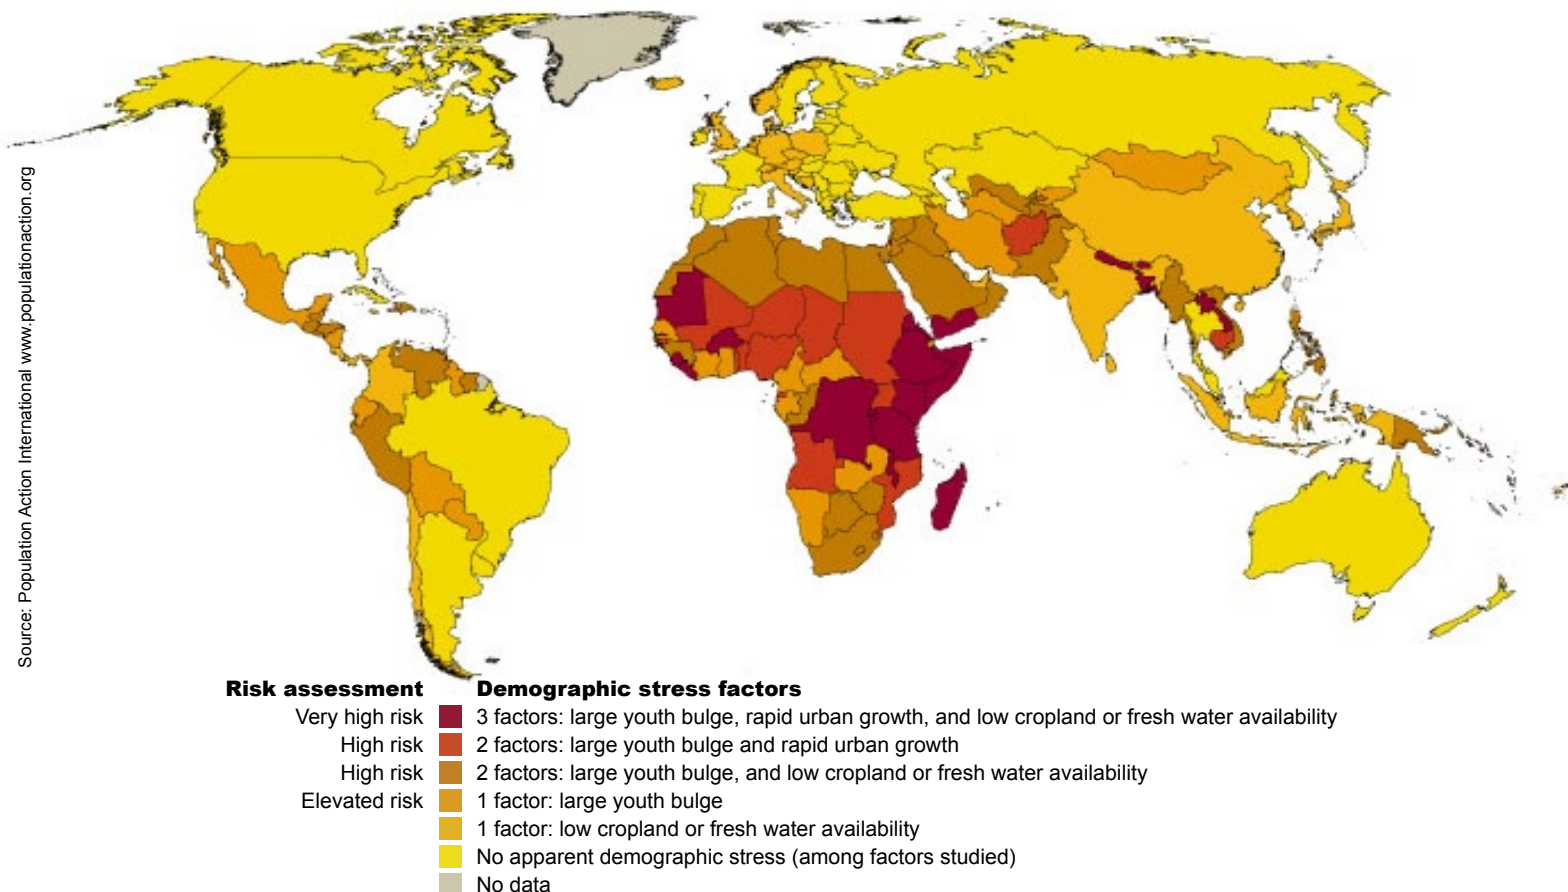 Source: Population Action International www.populationaction.org
Risk assessment Demographic stress factors
Very high risk 3 factors: large youth bulge, rapid urban growth, and low cropland or fresh water availability
High risk 2 factors: large youth bulge and rapid urban growth
High risk 2 factors: large youth bulge, and low cropland or fresh water availability
Elevated risk 1 factor: large youth bulge
1 factor: low cropland or fresh water availability
No apparent demographic stress (among factors studied)
No data